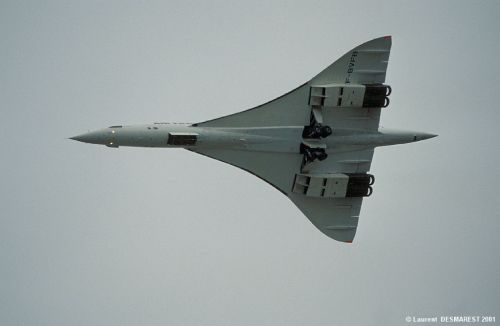 F-BVFB
© Laurent DESMAREST 2001